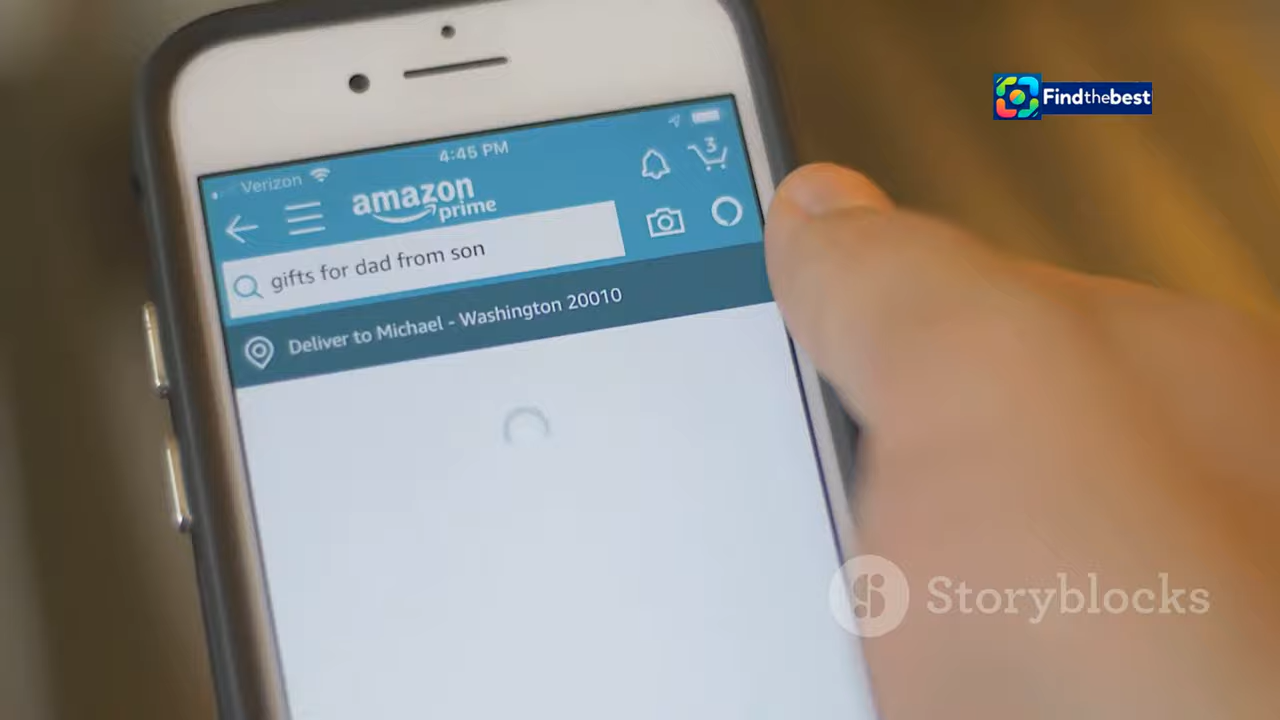 Findthebest
4:45 PM
Verizon
3
amazon
prime
gifts for dad from son
Deliver to Michael - Washington 20010
Storyblocks